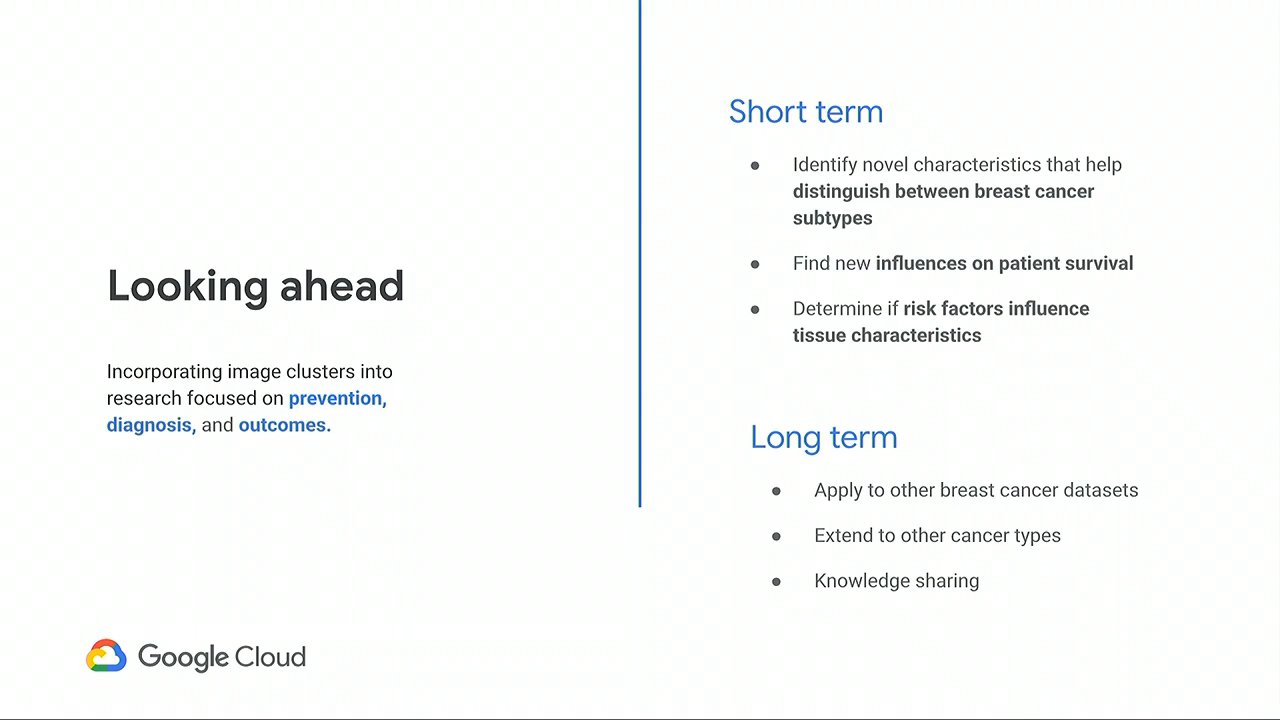 Looking ahead
Incorporating image clusters into
research focused on prevention,
diagnosis, and outcomes.
Short term
● Identify novel characteristics that help
distinguish between breast cancer
subtypes
● Find new influences on patient survival
● Determine if risk factors influence
tissue characteristics
Long term
● Apply to other breast cancer datasets
● Extend to other cancer types
● Knowledge sharing
Google Cloud